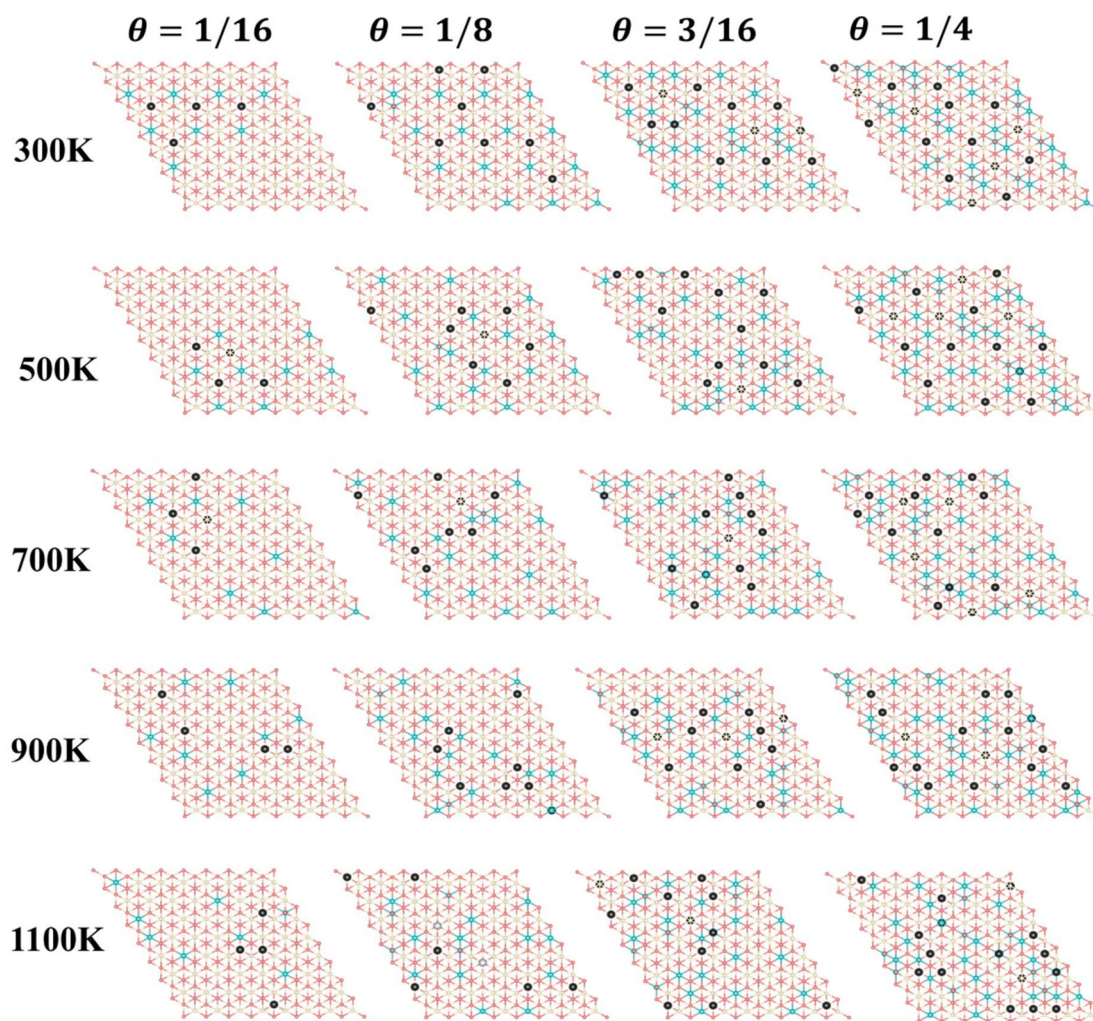 θ = 1/16 θ = 1/8 θ = 3/16 θ = 1/4
300K
500K
700K
900K
1100K